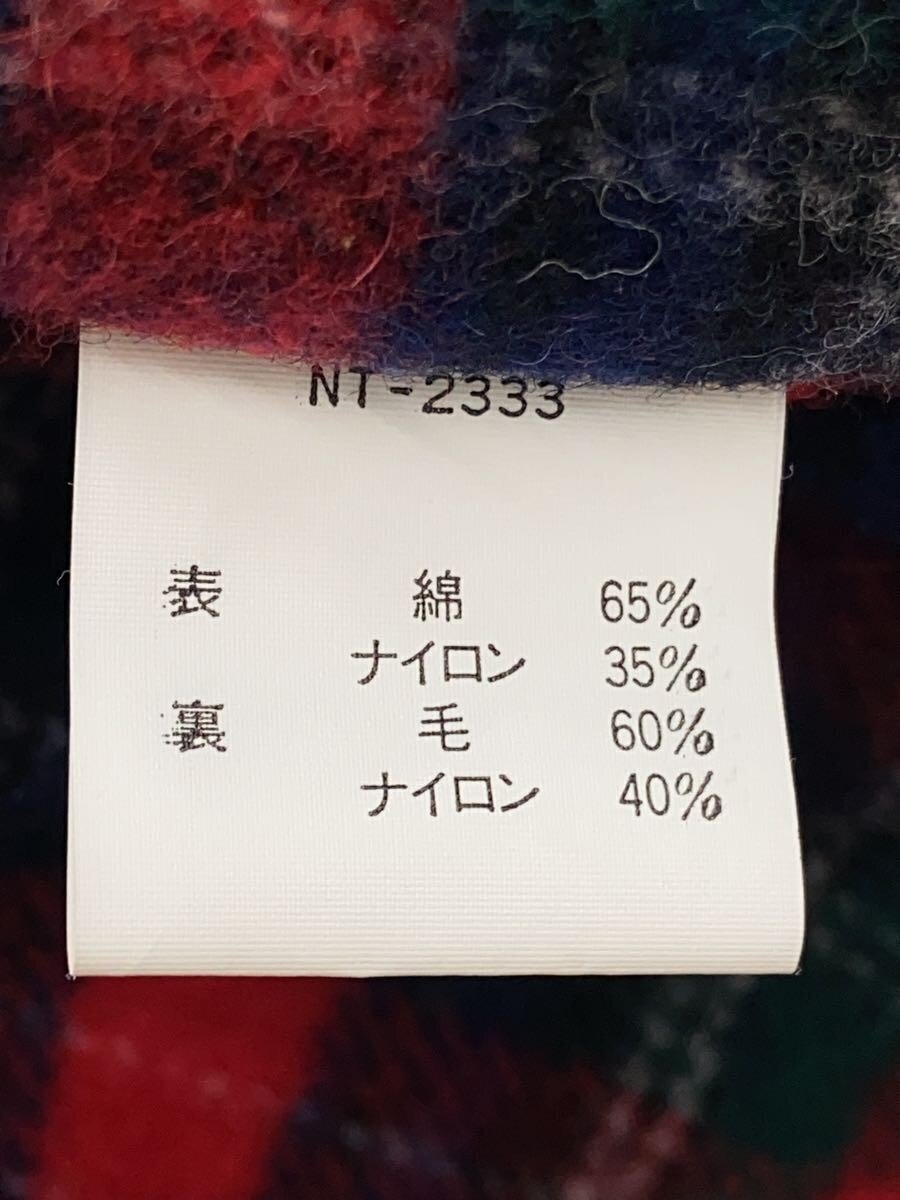 NT-2333
表 綿 65%
ナイロン 35%
裏 毛 60%
ナイロン 40%